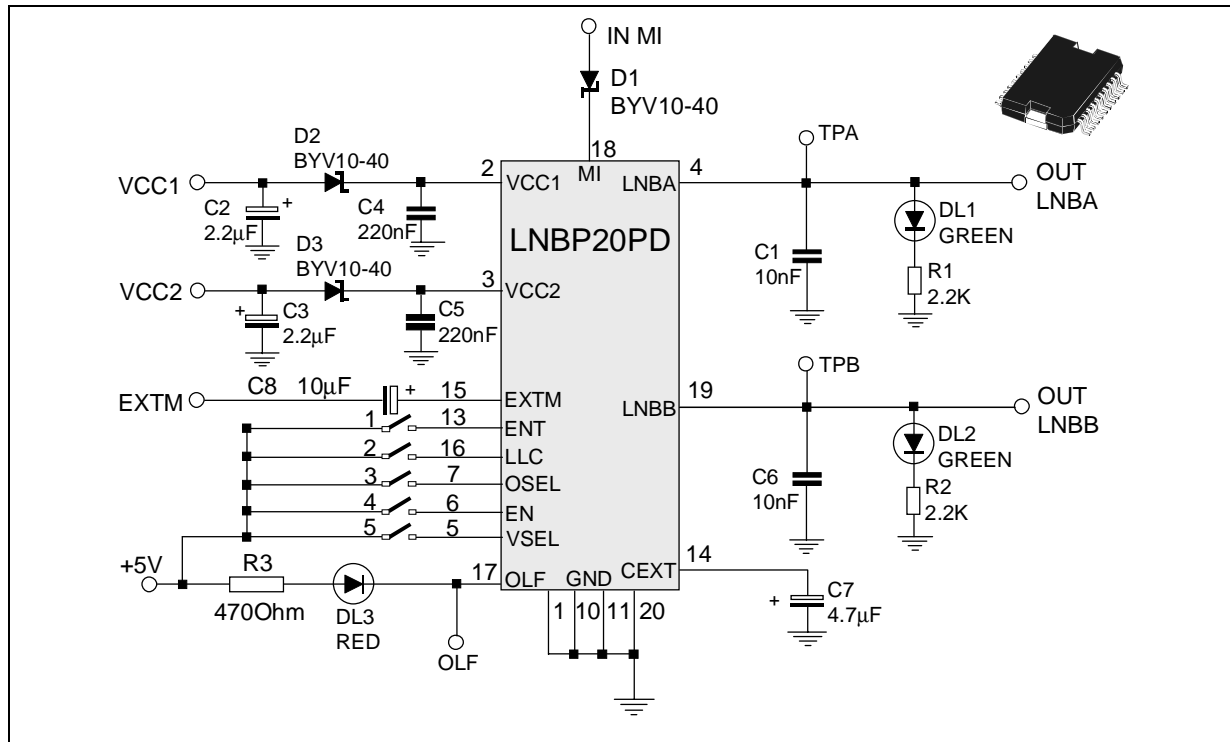 IN MI
D1
BYV10-40
18
MI
D2
BYV10-40
VCC1
2
VCC1
C2
2.2μF
+
C4
220nF
D3
BYV10-40
VCC2
3
VCC2
C3
2.2μF
+
C5
220nF
LNBP20PD
EXTM
C8
10μF
+
15
EXTM
1
13
ENT
2
16
LLC
3
7
OSEL
4
6
EN
5
5
VSEL
+5V
R3
470Ohm
DL3
RED
17
OLF
OLF
GND
1
10
11
20
LNBA
4
TPA
OUT
LNBA
C1
10nF
DL1
GREEN
R1
2.2K
LNBB
19
TPB
OUT
LNBB
C6
10nF
DL2
GREEN
R2
2.2K
CEXT
14
+
C7
4.7μF